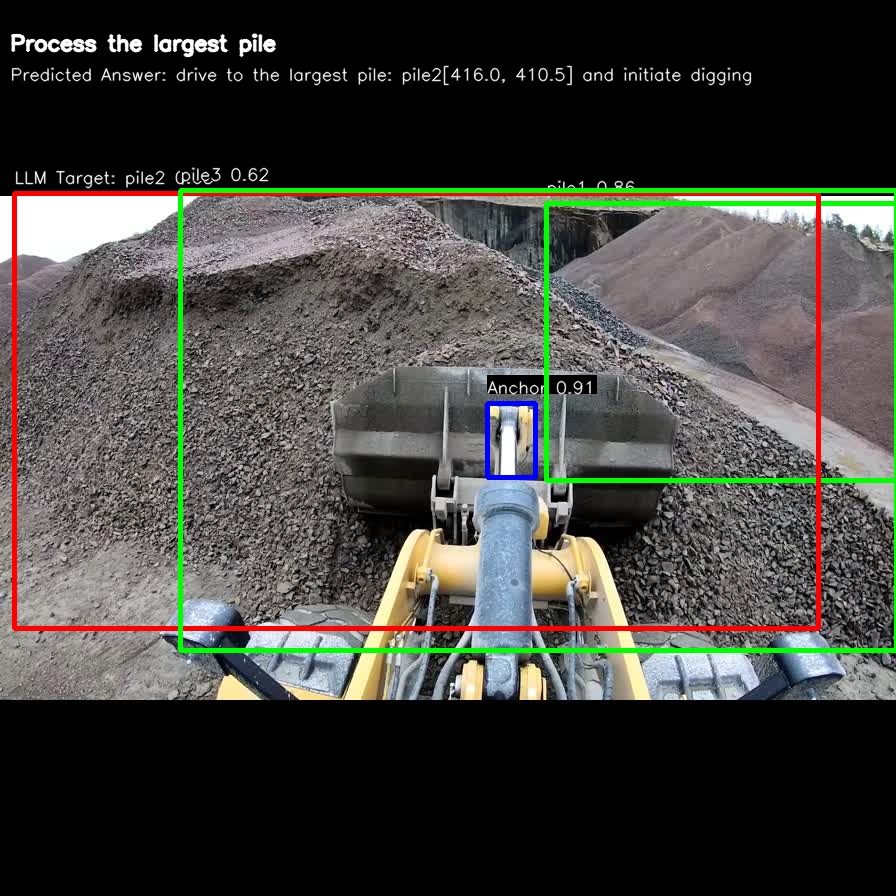 Process the largest pile
Predicted Answer: drive to the largest pile: pile2[416.0, 410.5] and initiate digging
LLM Target: pile2
pile3 0.62
pile1 0.86
Anchor 0.91